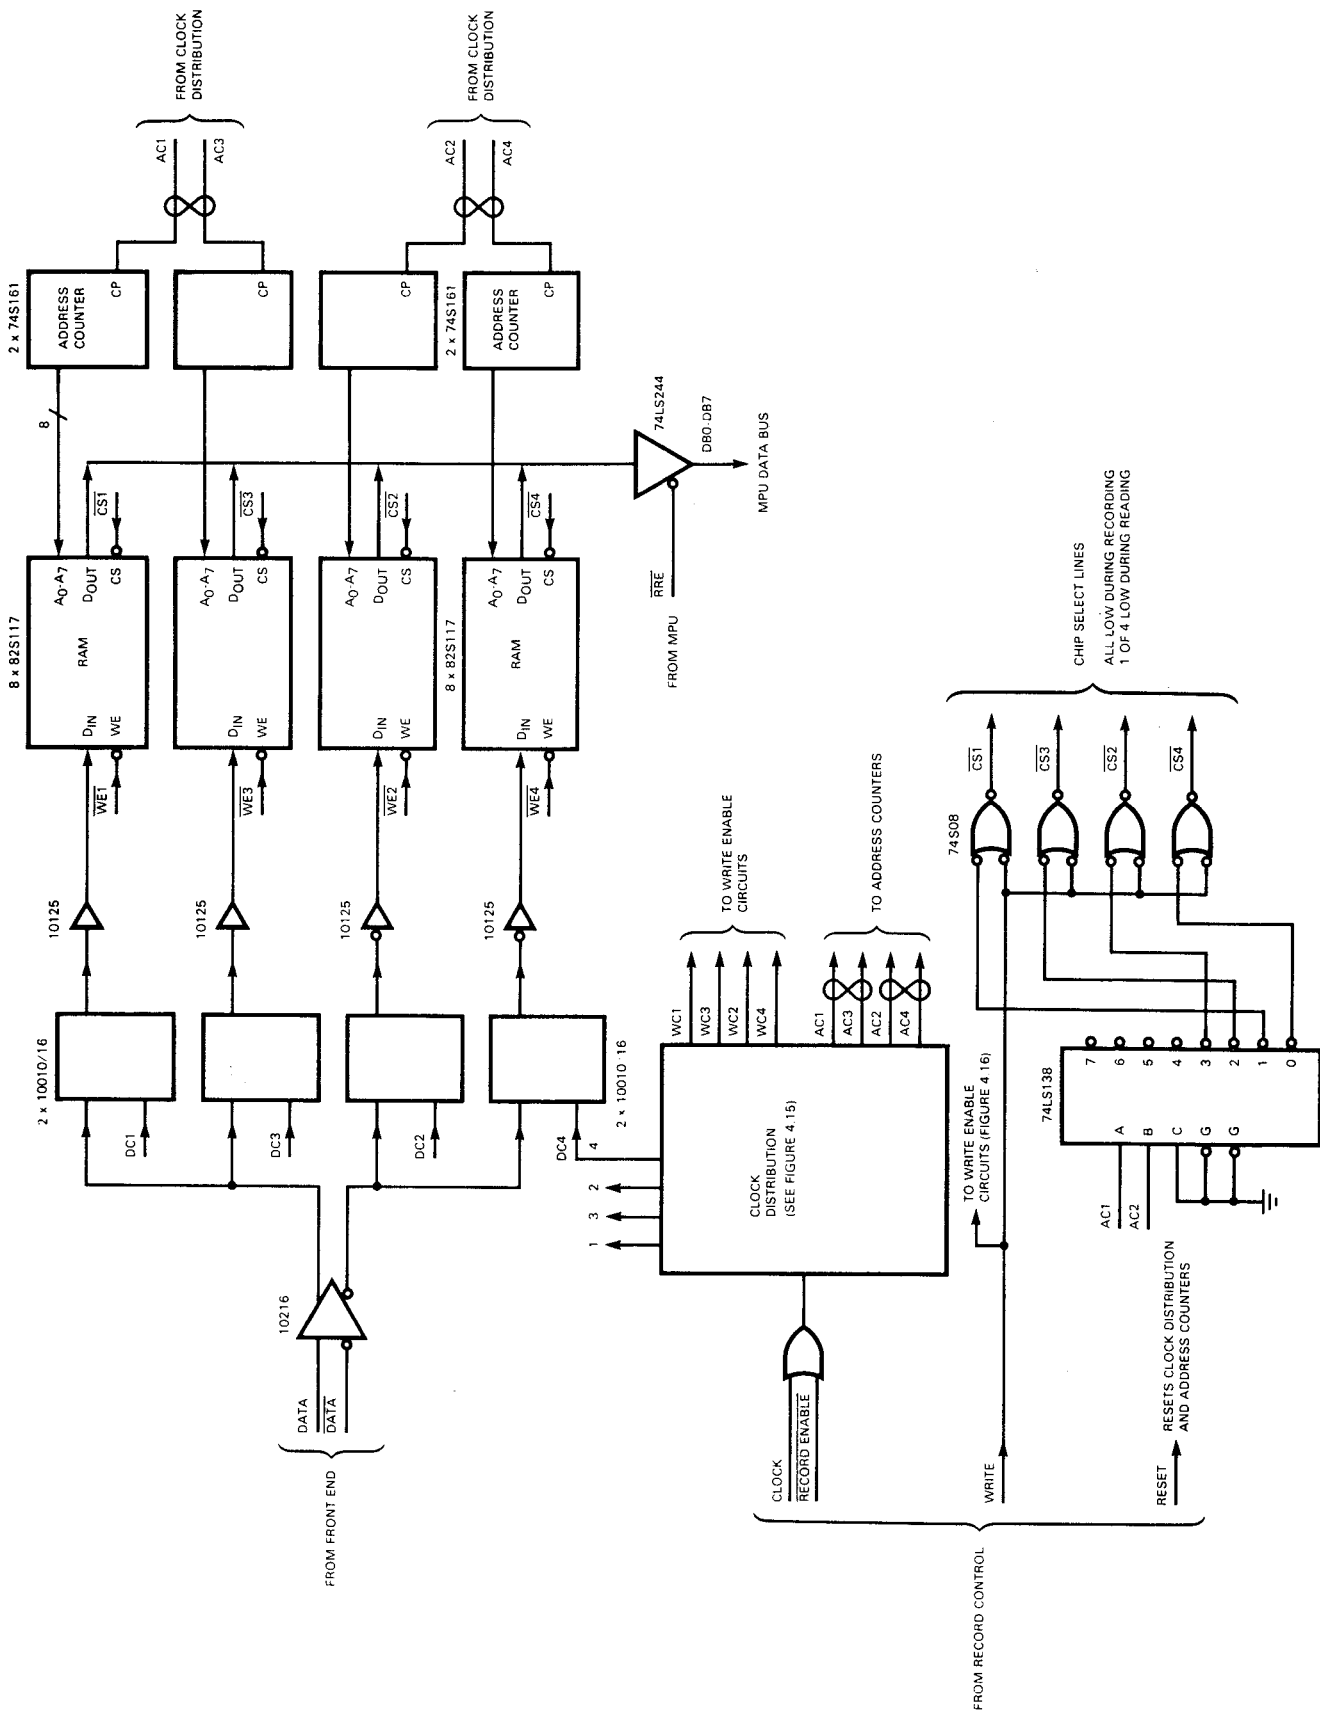 FROM FRONT END
DATA
DATA
10216
2 x 10010/16
DC1
DC3
DC2
DC4
2 x 10010-16
10125
10125
10125
10125
WE1
WE3
WE2
WE4
8 x 82S117
DIN
WE
RAM
A0-A7
DOUT
CS
DIN
WE
A0-A7
DOUT
CS
DIN
WE
A0-A7
DOUT
CS
8 x 82S117
DIN
WE
RAM
A0-A7
DOUT
CS
CS1
CS3
CS2
CS4
8
2 x 74S161
ADDRESS
COUNTER
CP
CP
CP
2 x 74S161
ADDRESS
COUNTER
CP
AC1
AC3
FROM CLOCK
DISTRIBUTION
AC2
AC4
FROM CLOCK
DISTRIBUTION
FROM MPU
RRE
74LS244
DB0-DB7
MPU DATA BUS
1
3
2
4
CLOCK
DISTRIBUTION
(SEE FIGURE 4.15)
WC1
WC3
WC2
WC4
TO WRITE ENABLE
CIRCUITS
AC1
AC3
AC2
AC4
TO ADDRESS COUNTERS
FROM RECORD CONTROL
CLOCK
RECORD ENABLE
WRITE
RESET
RESETS CLOCK DISTRIBUTION
AND ADDRESS COUNTERS
TO WRITE ENABLE
CIRCUITS (FIGURE 4 16)
AC1
AC2
74LS138
A
B
C
G
G
7
6
5
4
3
2
1
0
74S08
CS1
CS3
CS2
CS4
CHIP SELECT LINES
ALL LOW DURING RECORDING
1 OF 4 LOW DURING READING